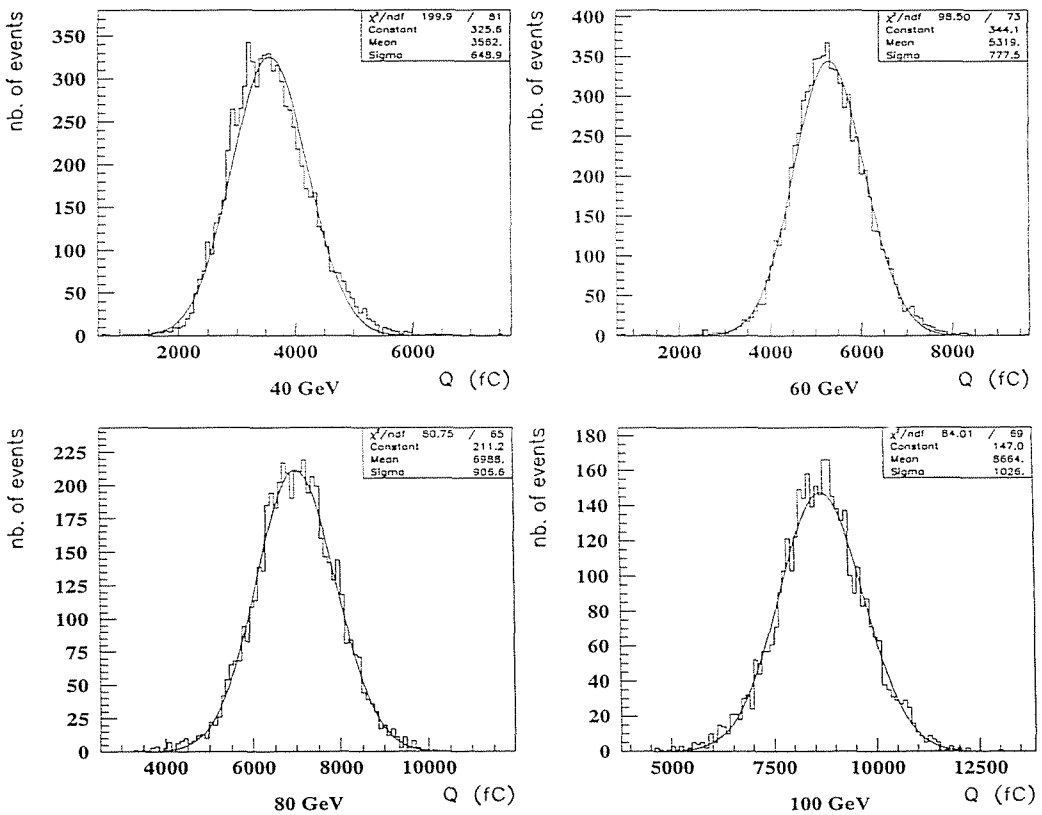 nb. of events
350
300
250
200
150
100
50
0
2000
4000
6000
χ²/ndf 199.9 / 81
Constant 325.6
Mean 3562.
Sigma 648.9
40 GeV
Q (fC)
nb. of events
400
350
300
250
200
150
100
50
0
2000
4000
6000
8000
χ²/ndf 98.50 / 73
Constant 344.1
Mean 5319.
Sigma 777.5
60 GeV
Q (fC)
nb. of events
225
200
175
150
125
100
75
50
25
0
4000
6000
8000
10000
χ²/ndf 50.75 / 65
Constant 211.2
Mean 6988.
Sigma 905.6
80 GeV
Q (fC)
nb. of events
180
160
140
120
100
80
60
40
20
0
5000
7500
10000
12500
χ²/ndf 84.01 / 69
Constant 147.0
Mean 8664.
Sigma 1026.
100 GeV
Q (fC)